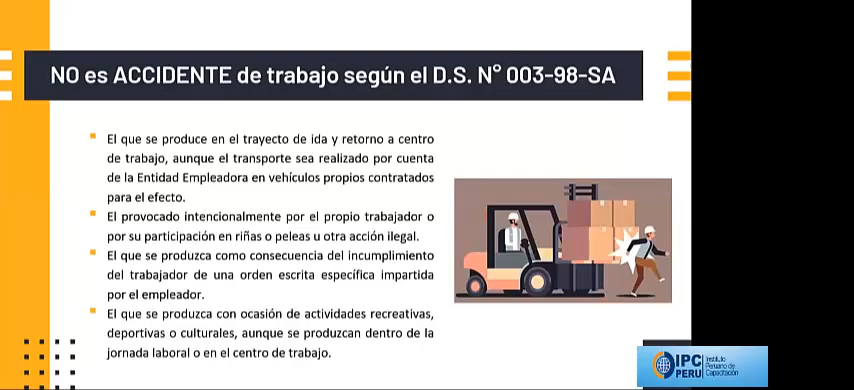 NO es ACCIDENTE de trabajo según el D.S. N° 003-98-SA
El que se produce en el trayecto de ida y retorno a centro
de trabajo, aunque el transporte sea realizado por cuenta
de la Entidad Empleadora en vehículos propios contratados
para el efecto.
El provocado intencionalmente por el propio trabajador o
por su participación en riñas o peleas u otra acción ilegal.
El que se produzca como consecuencia del incumplimiento
del trabajador de una orden escrita específica impartida
por el empleador.
El que se produzca con ocasión de actividades recreativas,
deportivas o culturales, aunque se produzcan dentro de la
jornada laboral o en el centro de trabajo.
IPC
PERU
Instituto
Peruano de
Capacitación